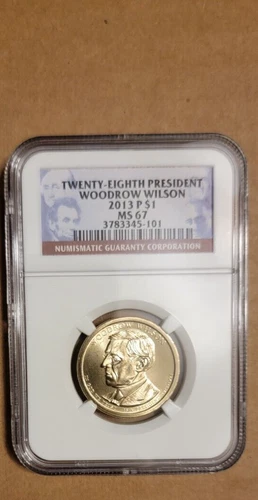 TWENTY-EIGHTH PRESIDENT
WOODROW WILSON
2013 P $1
MS 67
3783345-101
NUMISMATIC GUARANTY CORPORATION
WOODROW WILSON